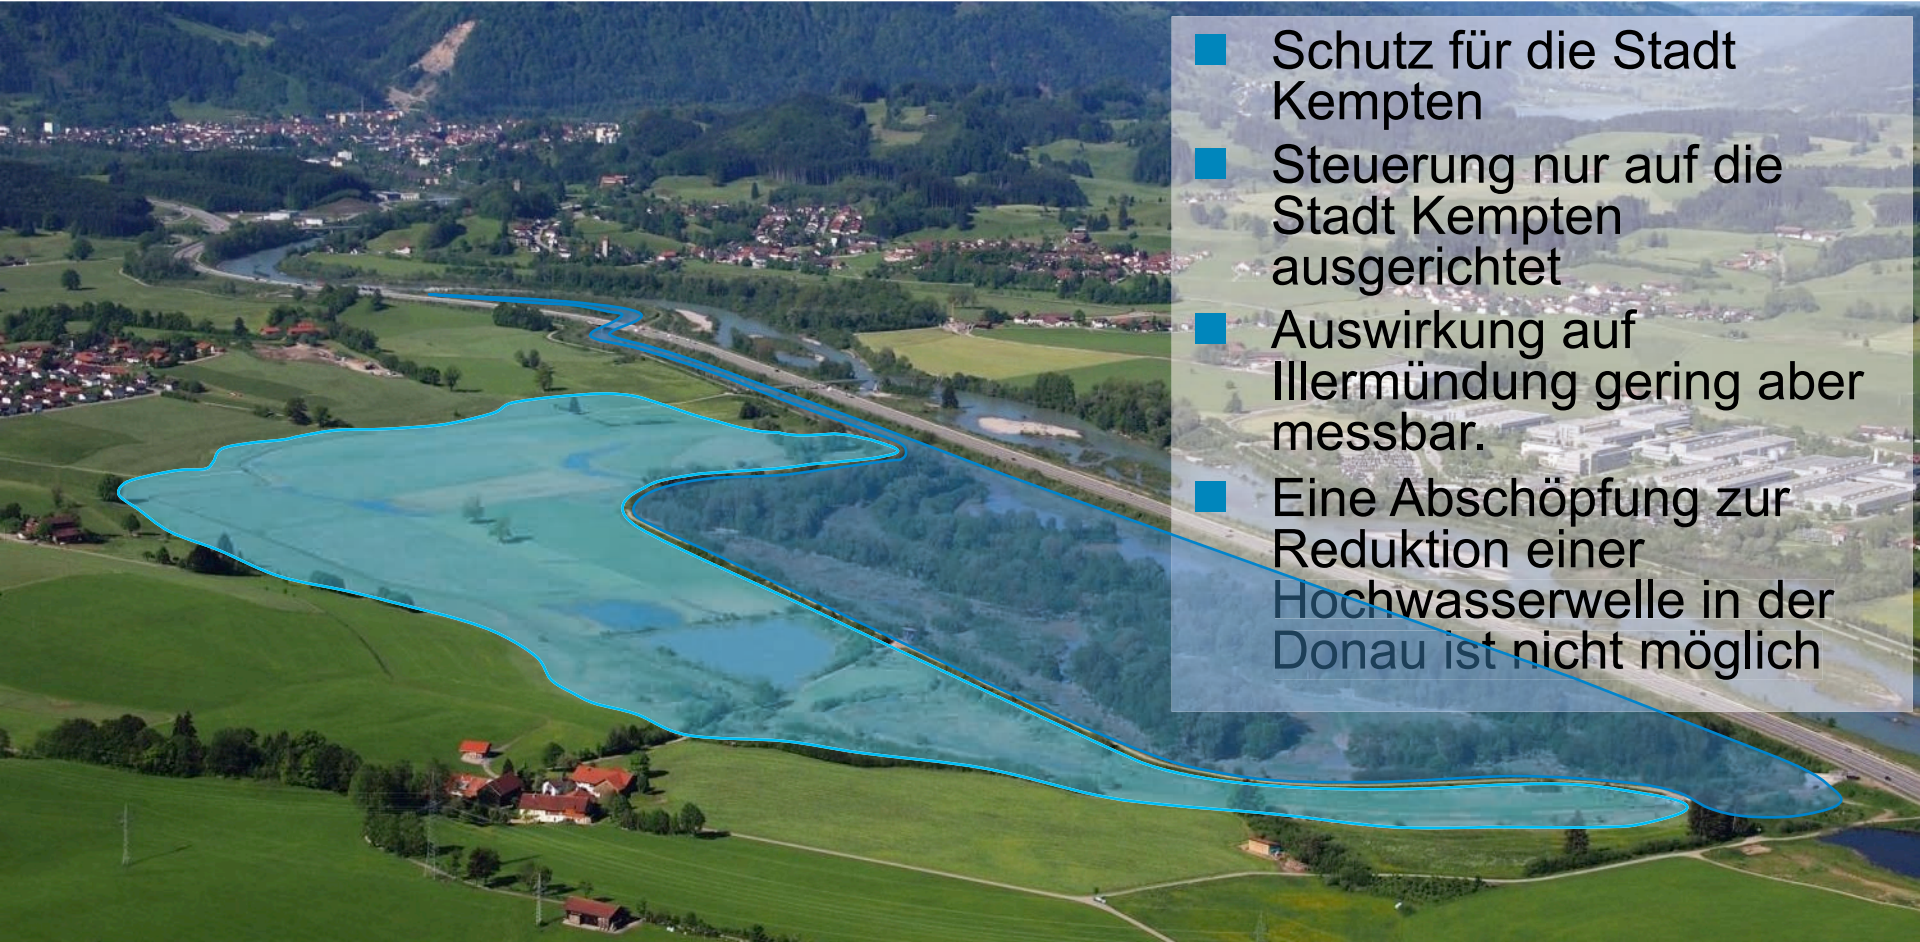 Schutz für die Stadt
Kempten
Steuerung nur auf die
Stadt Kempten
ausgerichtet
Auswirkung auf
Illermündung gering aber
messbar.
Eine Abschöpfung zur
Reduktion einer
Hochwasserwelle in der
Donau ist nicht möglich